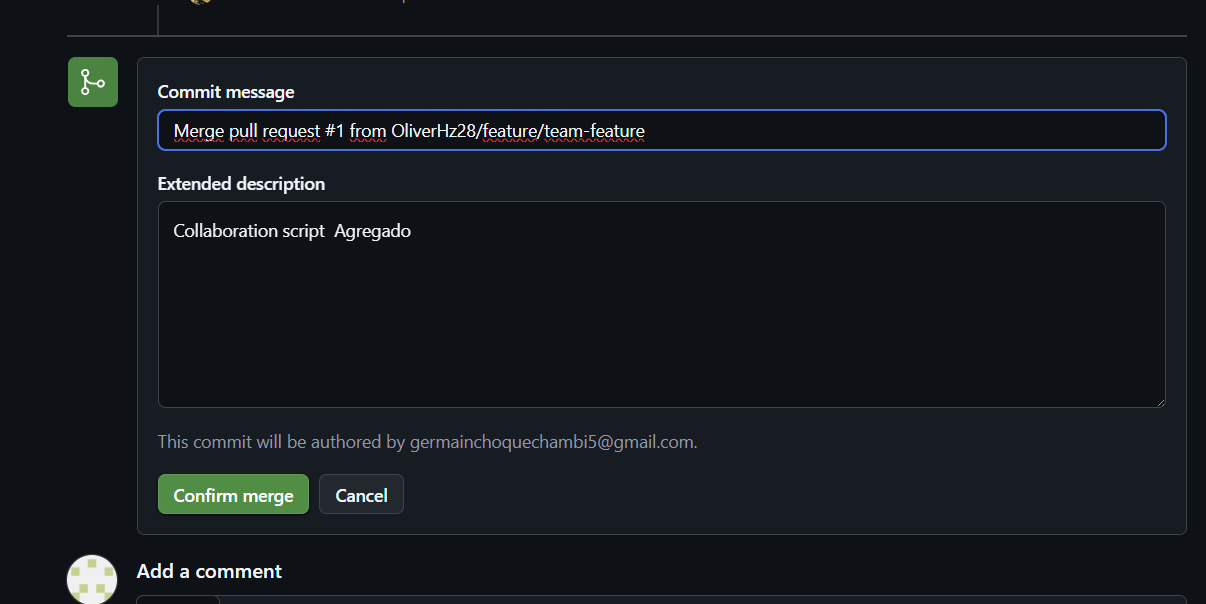 Commit message
Merge pull request #1 from OliverHz28/feature/team-feature
Extended description
Collaboration script  Agregado
This commit will be authored by germainchoquechambi5@gmail.com.
Confirm merge
Cancel
Add a comment